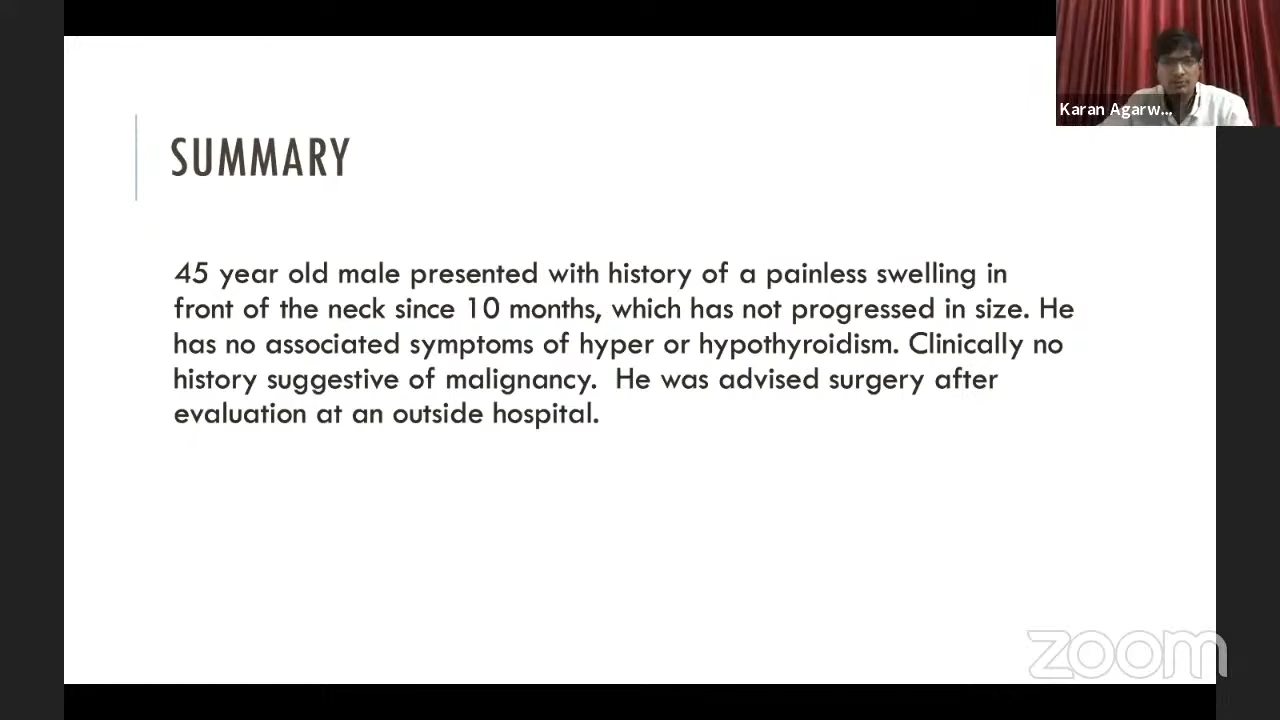 Karan Agarw...
SUMMARY
45 year old male presented with history of a painless swelling in
front of the neck since 10 months, which has not progressed in size. He
has no associated symptoms of hyper or hypothyroidism. Clinically no
history suggestive of malignancy.  He was advised surgery after
evaluation at an outside hospital.
zoom